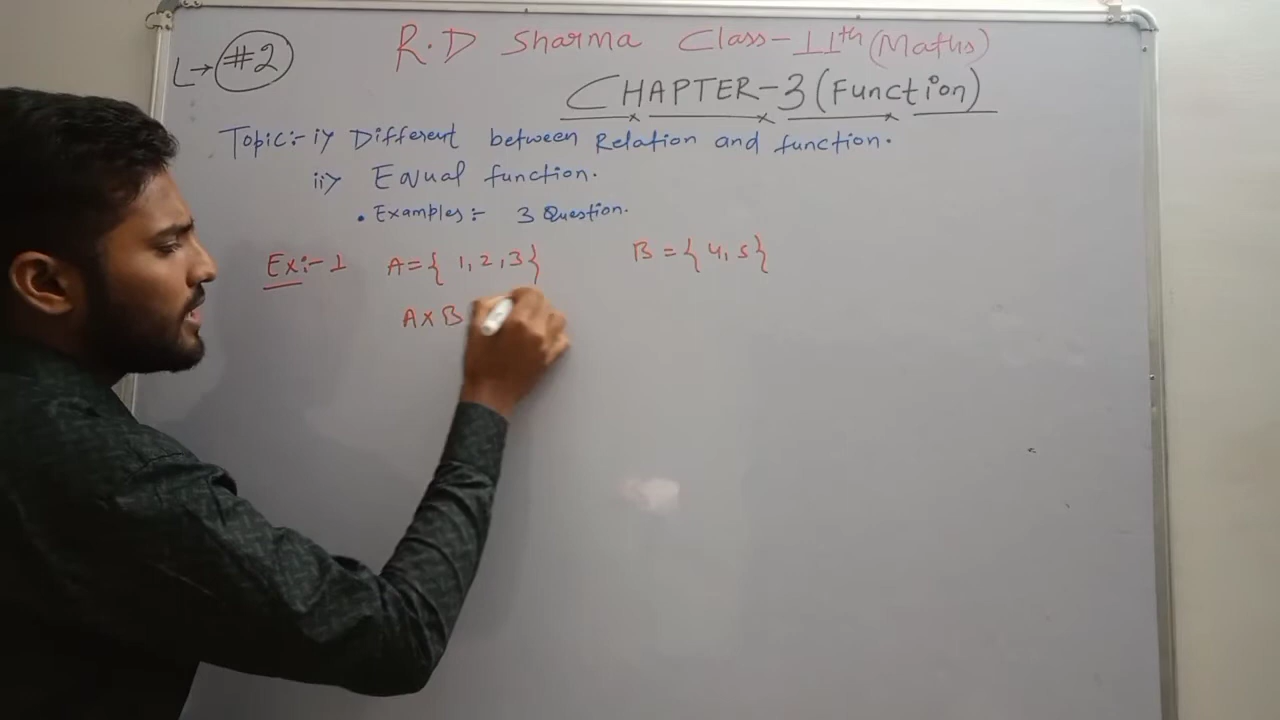 L→ #2
R.D Sharma Class-11th (Maths)
CHAPTER-3 (Function)
Topic:- i> Different between Relation and function.
ii> Equal function.
• Examples:- 3 Question.
Ex:-1 A={ 1,2,3} B={4,5}
A×B